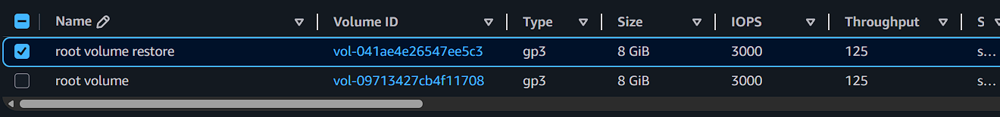 Name Volume ID Type Size IOPS Throughput S
root volume restore vol-041ae4e26547ee5c3 gp3 8 GiB 3000 125 s...
root volume vol-09713427cb4f11708 gp3 8 GiB 3000 125 s...